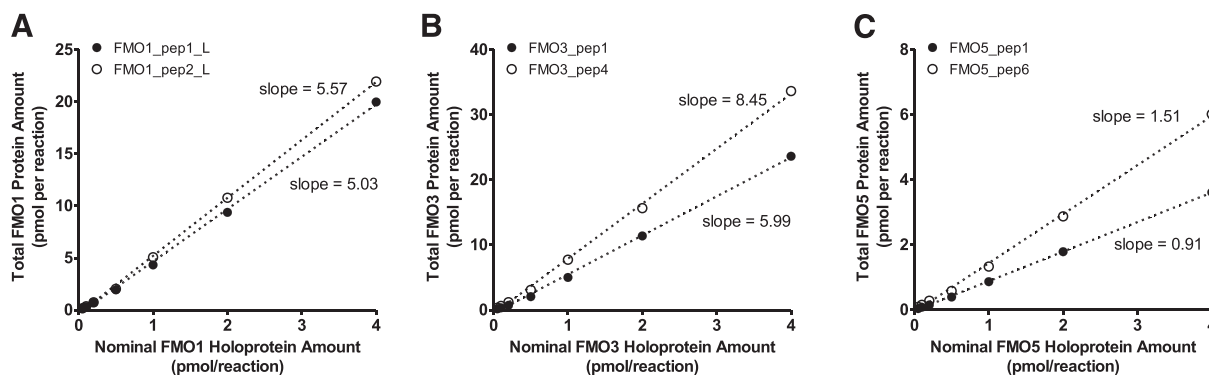 A
FMO1_pep1_L
FMO1_pep2_L
25
20
15
10
5
0
Total FMO1 Protein Amount
(pmol per reaction)
slope = 5.57
slope = 5.03
0 1 2 3 4
Nominal FMO1 Holoprotein Amount
(pmol/reaction)
B
FMO3_pep1
FMO3_pep4
40
30
20
10
0
Total FMO3 Protein Amount
(pmol per reaction)
slope = 8.45
slope = 5.99
0 1 2 3 4
Nominal FMO3 Holoprotein Amount
(pmol/reaction)
C
FMO5_pep1
FMO5_pep6
8
6
4
2
0
Total FMO5 Protein Amount
(pmol per reaction)
slope = 1.51
slope = 0.91
0 1 2 3 4
Nominal FMO5 Holoprotein Amount
(pmol/reaction)